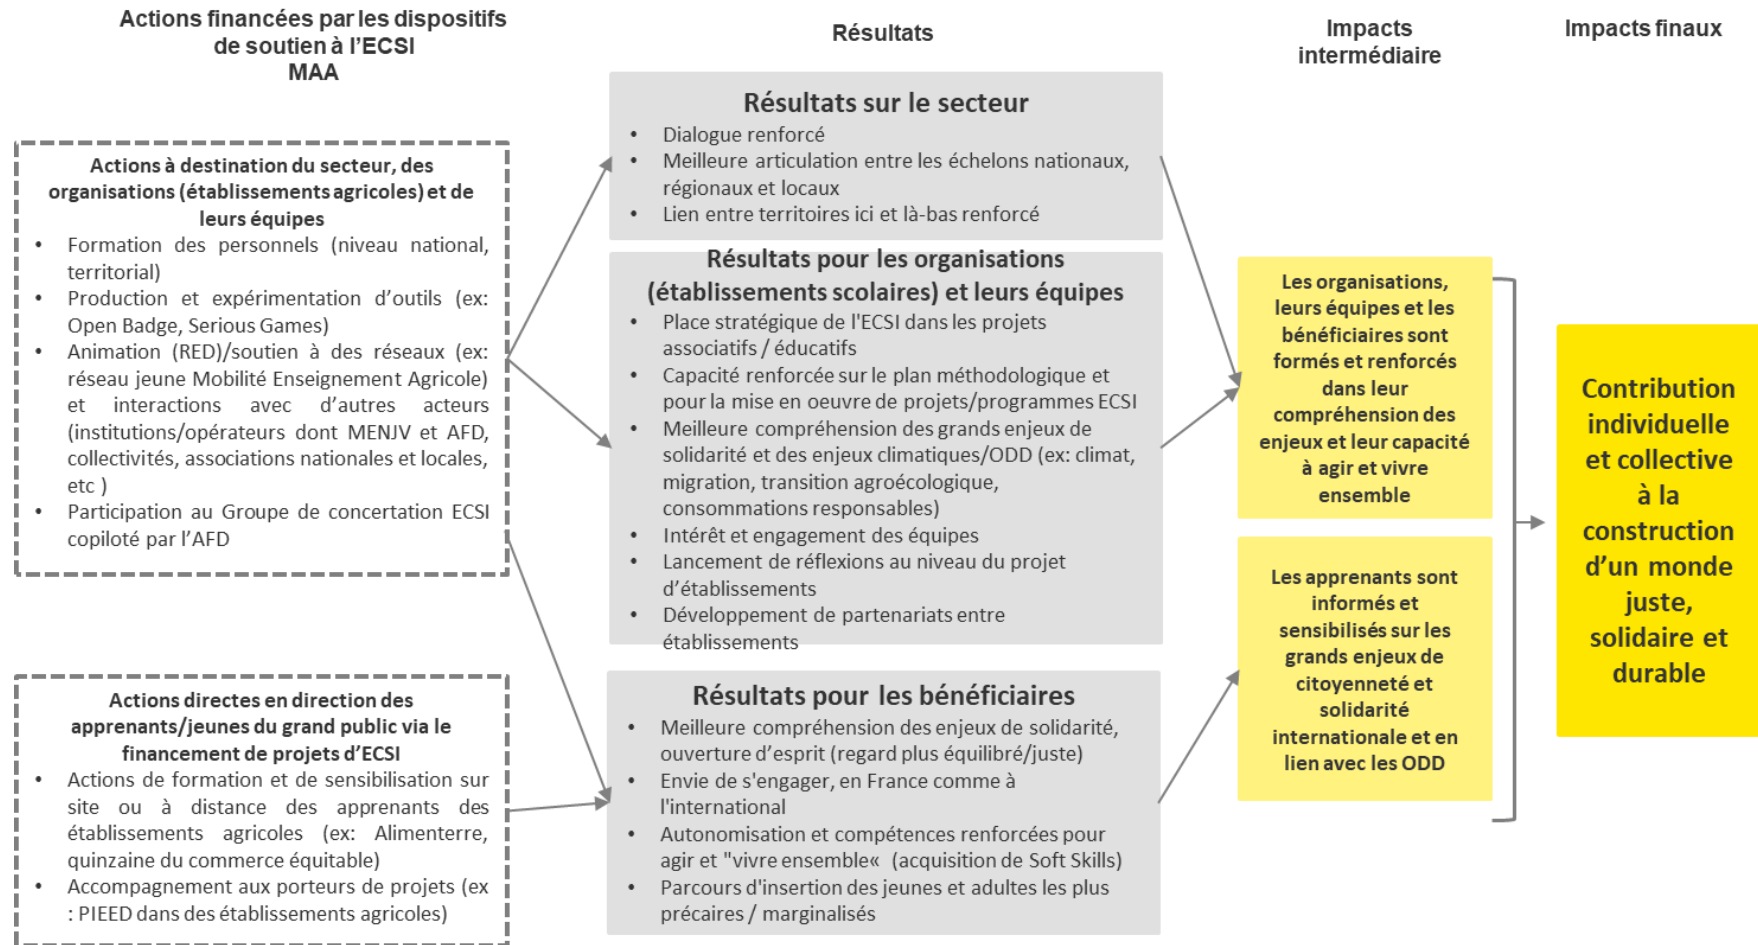 Actions financées par les dispositifs
de soutien à l’ECSI
MAA
Résultats
Impacts
intermédiaire
Impacts finaux
Actions à destination du secteur, des
organisations (établissements agricoles) et de
leurs équipes
• Formation des personnels (niveau national,
territorial)
• Production et expérimentation d’outils (ex:
Open Badge, Serious Games)
• Animation (RED)/soutien à des réseaux (ex:
réseau jeune Mobilité Enseignement Agricole)
et interactions avec d’autres acteurs
(institutions/opérateurs dont MENJV et AFD,
collectivités, associations nationales et locales,
etc )
• Participation au Groupe de concertation ECSI
copiloté par l’AFD
Actions directes en direction des
apprenants/jeunes du grand public via le
financement de projets d’ECSI
• Actions de formation et de sensibilisation sur
site ou à distance des apprenants des
établissements agricoles (ex: Alimenterre,
quinzaine du commerce équitable)
• Accompagnement aux porteurs de projets (ex
: PIEED dans des établissements agricoles)
Résultats sur le secteur
• Dialogue renforcé
• Meilleure articulation entre les échelons nationaux,
régionaux et locaux
• Lien entre territoires ici et là-bas renforcé
Résultats pour les organisations
(établissements scolaires) et leurs équipes
• Place stratégique de l'ECSI dans les projets
associatifs / éducatifs
• Capacité renforcée sur le plan méthodologique et
pour la mise en oeuvre de projets/programmes ECSI
• Meilleure compréhension des grands enjeux de
solidarité et des enjeux climatiques/ODD (ex: climat,
migration, transition agroécologique,
consommations responsables)
• Intérêt et engagement des équipes
• Lancement de réflexions au niveau du projet
d’établissements
• Développement de partenariats entre
établissements
Résultats pour les bénéficiaires
• Meilleure compréhension des enjeux de solidarité,
ouverture d’esprit (regard plus équilibré/juste)
• Envie de s'engager, en France comme à
l'international
• Autonomisation et compétences renforcées pour
agir et "vivre ensemble« (acquisition de Soft Skills)
• Parcours d'insertion des jeunes et adultes les plus
précaires / marginalisés
Les organisations,
leurs équipes et les
bénéficiaires sont
formés et renforcés
dans leur
compréhension des
enjeux et leur capacité
à agir et vivre
ensemble
Les apprenants sont
informés et
sensibilisés sur les
grands enjeux de
citoyenneté et
solidarité
internationale et en
lien avec les ODD
Contribution
individuelle
et collective
à la
construction
d’un monde
juste,
solidaire et
durable